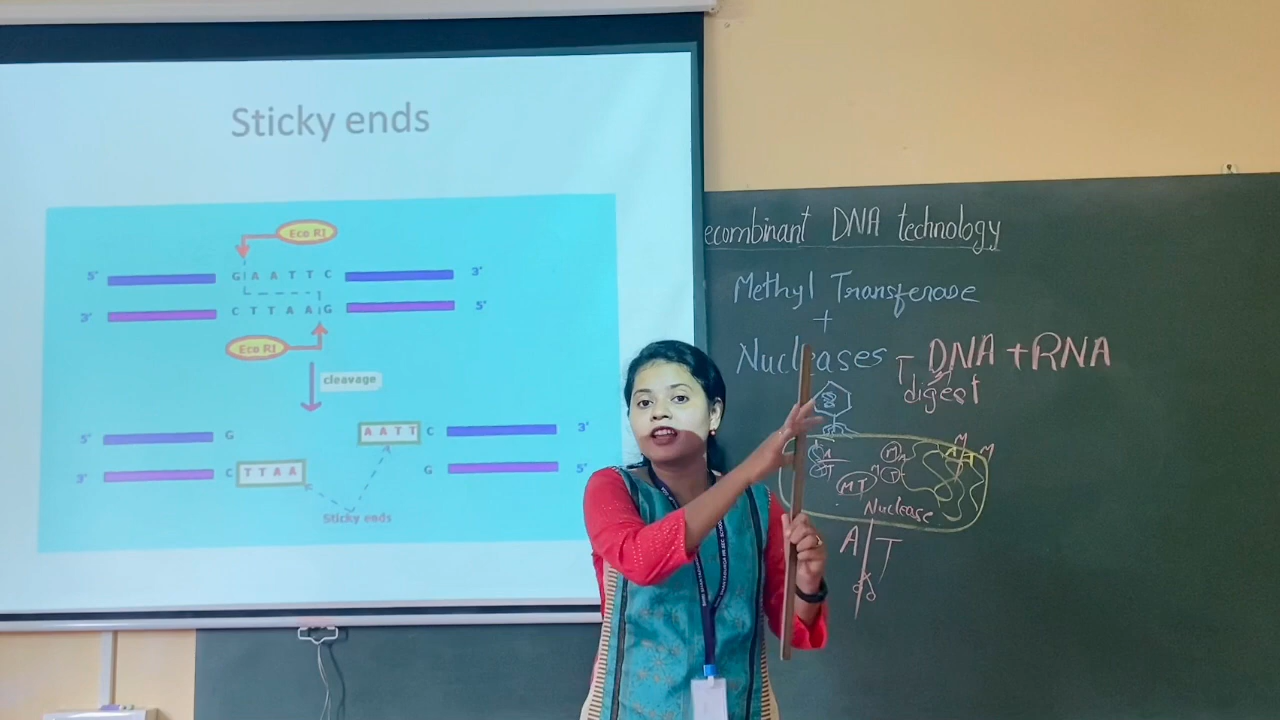 Sticky ends
Eco RI
5' G A A T T C 3'
3' C T T A A G 5'
Eco RI
cleavage
5' G A A T T C 3'
3' C T T A A G 5'
Sticky ends
ecombinant DNA technology
Methyl Transferase
+
Nucleases DNA + RNA
digest
M
A M A M M
T MT M T
Nuclease
A T